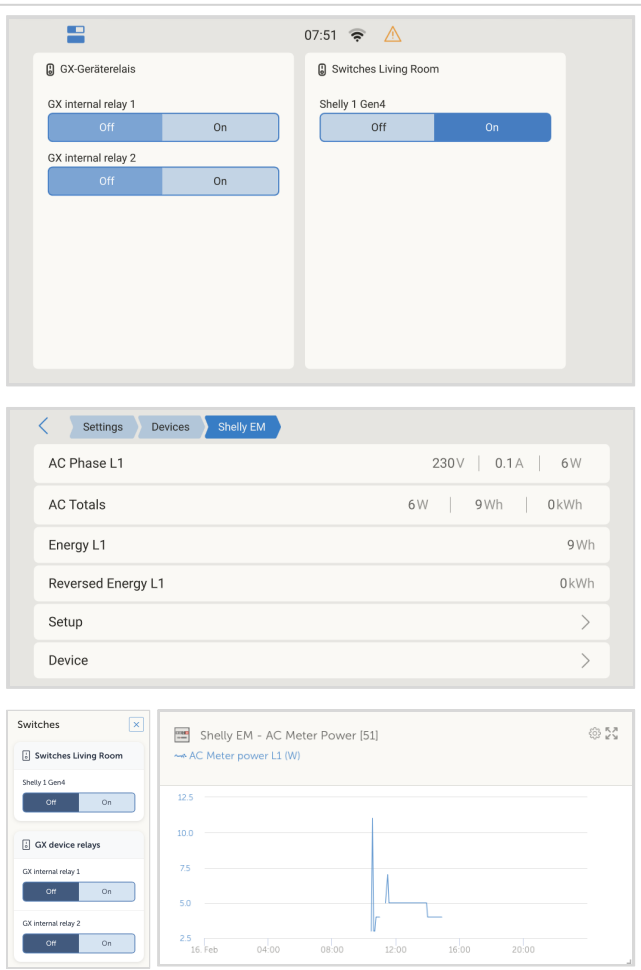 07:51
GX-Geräterelais
GX internal relay 1
Off On
GX internal relay 2
Off On
Switches Living Room
Shelly 1 Gen4
Off On
Settings Devices Shelly EM
AC Phase L1 230V 0.1A 6W
AC Totals 6W 9Wh 0kWh
Energy L1 9Wh
Reversed Energy L1 0kWh
Setup
Device
Switches
Switches Living Room
Shelly 1 Gen4
Off On
GX device relays
GX internal relay 1
Off On
GX internal relay 2
Off On
Shelly EM - AC Meter Power [51]
AC Meter power L1 (W)
12.5
10.0
7.5
5.0
2.5
16. Feb 04:00 08:00 12:00 16:00 20:00